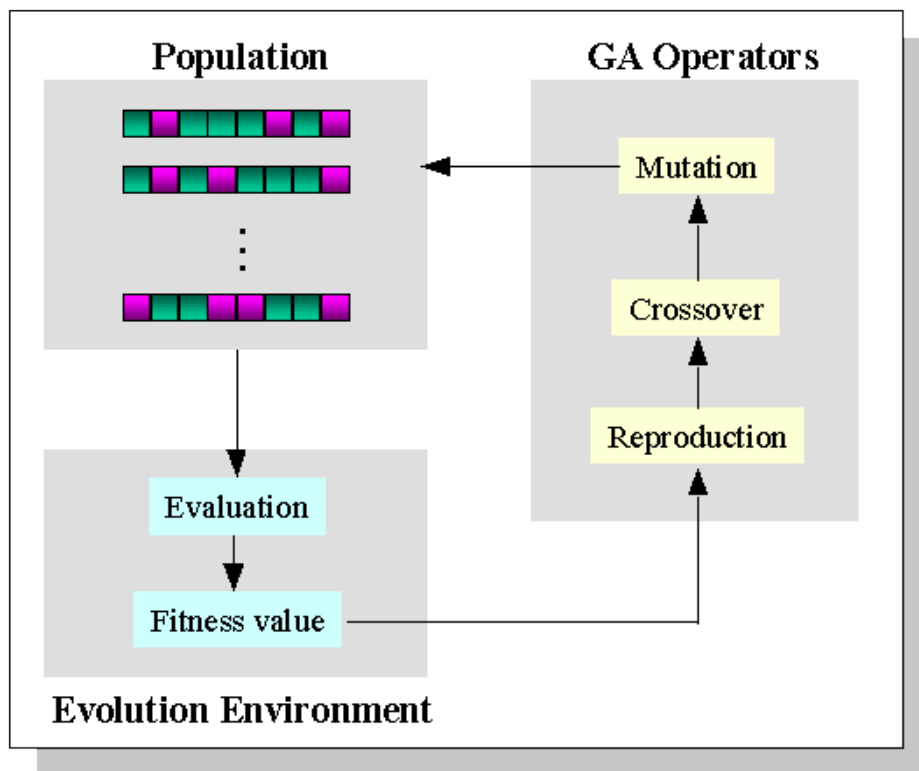 Population
GA Operators
Mutation
Crossover
Reproduction
Evaluation
Fitness value
Evolution Environment